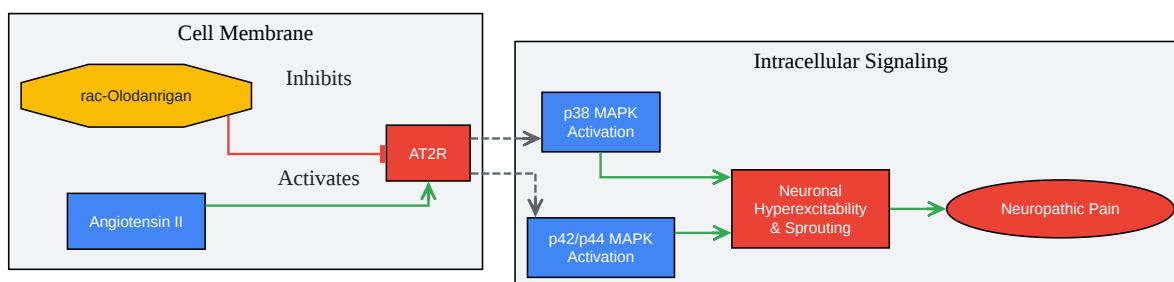 Cell Membrane
rac-Olodanrigan
Inhibits
AT2R
Activates
Angiotensin II
Intracellular Signaling
p38 MAPK
Activation
p42/p44 MAPK
Activation
Neuronal
Hyperexcitability
& Sprouting
Neuropathic Pain